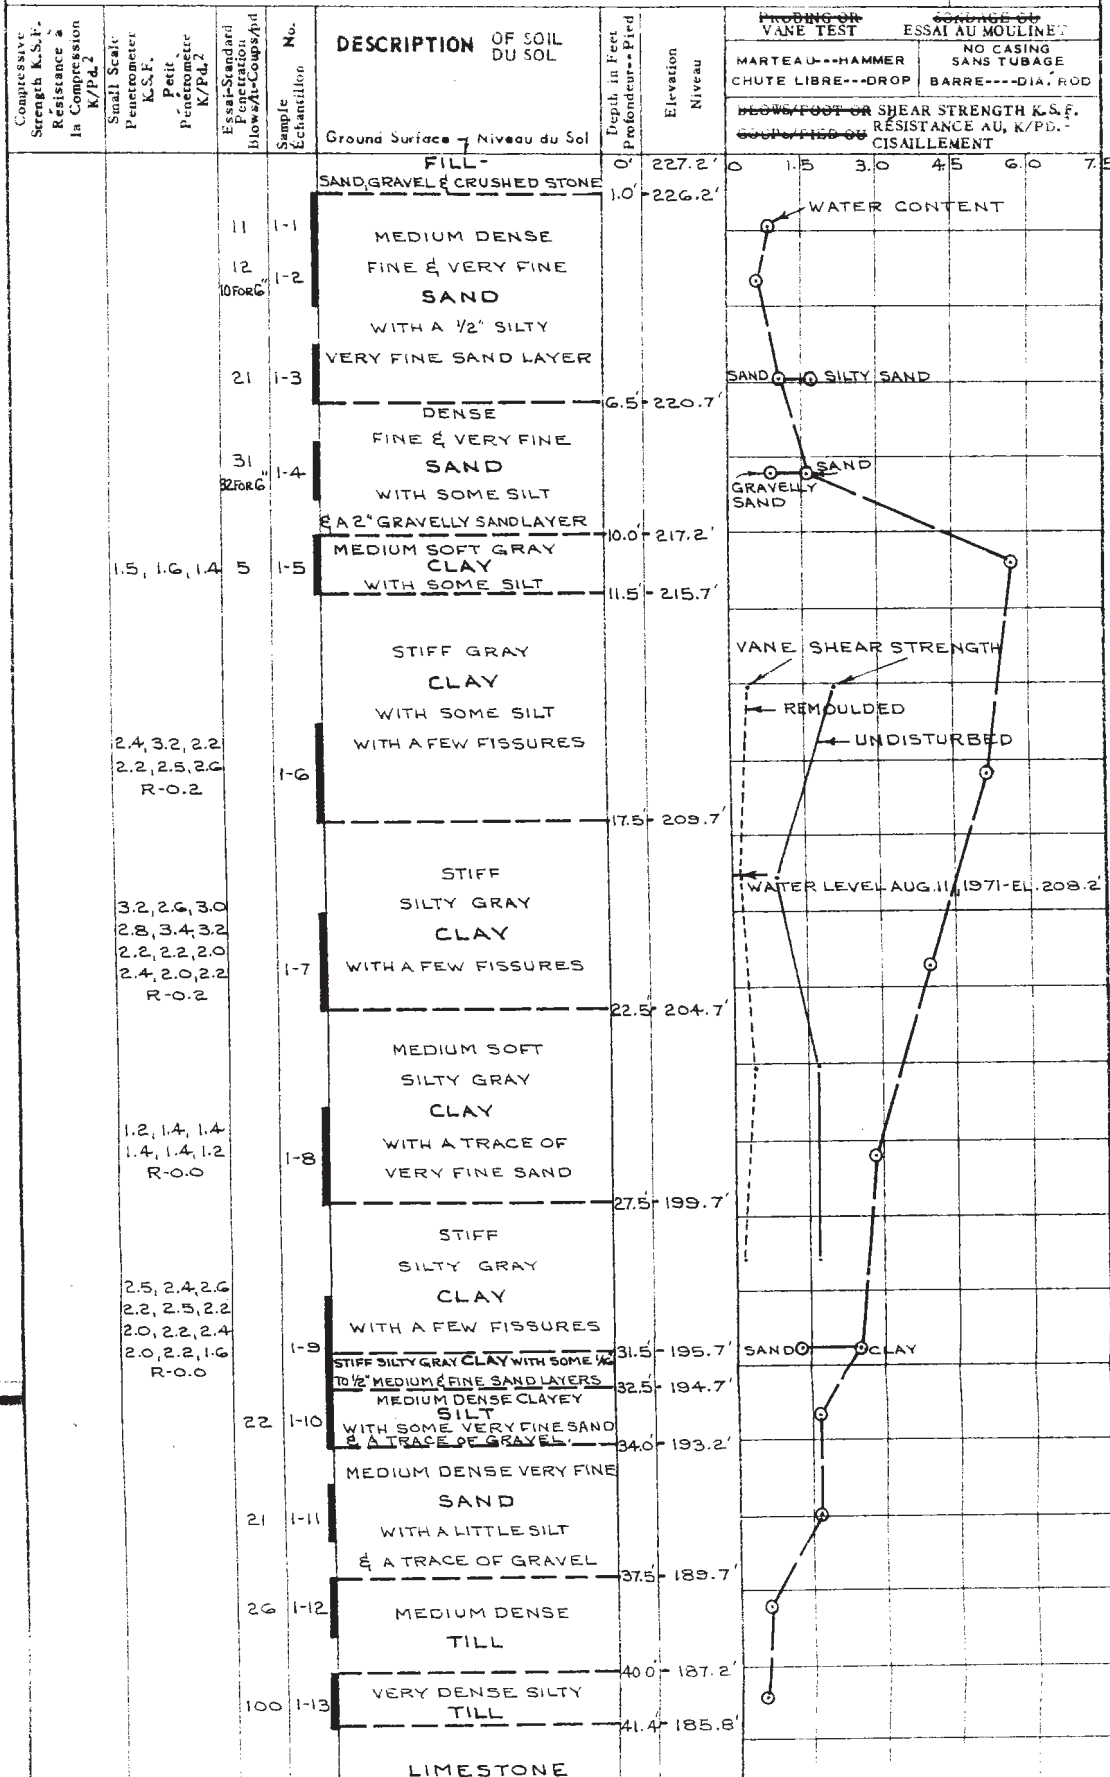 Compressive
Strength K.S.F.
Résistance à
la Compression
K/Pd.²
Small Scale
Penetrometer
K.S.F.
Petit
Pénétromètre
K/Pd.²
Essai-Standard
Penetration
Blows/ft-Coups/pd
Sample No.
Échantillon
DESCRIPTION OF SOIL
DU SOL
Ground Surface - Niveau du Sol
Depth in Feet
Profondeur--Pied
Elevation
Niveau
PROBING OR
VANE TEST
SONDAGE OU
ESSAI AU MOULINET
MARTEAU---HAMMER
CHUTE LIBRE---DROP
NO CASING
SANS TUBAGE
BARRE----DIA. ROD
BLOWS/FOOT OR SHEAR STRENGTH K.S.F.
COUPS/PIED OU RÉSISTANCE AU, K/PD.-
CISAILLEMENT
0 1.5 3.0 4.5 6.0 7.5
FILL-
SAND, GRAVEL & CRUSHED STONE
0' 227.2'
1.0' 226.2'
WATER CONTENT
11 1-1
MEDIUM DENSE
12
10 FOR 6" 1-2
FINE & VERY FINE
SAND
WITH A 1/2" SILTY
VERY FINE SAND LAYER
21 1-3
SAND SILTY SAND
6.5' 220.7'
DENSE
FINE & VERY FINE
31
32 FOR 6" 1-4
SAND
WITH SOME SILT
& A 2" GRAVELLY SAND LAYER
SAND
GRAVELLY
SAND
10.0' 217.2'
MEDIUM SOFT GRAY
1.5, 1.6, 1.4 5 1-5
CLAY
WITH SOME SILT
11.5' 215.7'
STIFF GRAY
CLAY
WITH SOME SILT
WITH A FEW FISSURES
VANE SHEAR STRENGTH
REMOULDED
UNDISTURBED
2.4, 3.2, 2.2
2.2, 2.5, 2.6
R-0.2
1-6
17.5' 209.7'
STIFF
SILTY GRAY
CLAY
WITH A FEW FISSURES
WATER LEVEL AUG. 11, 1971-EL. 208.2'
3.2, 2.6, 3.0
2.8, 3.4, 3.2
2.2, 2.2, 2.0
2.4, 2.0, 2.2
R-0.2
1-7
22.5' 204.7'
MEDIUM SOFT
SILTY GRAY
CLAY
WITH A TRACE OF
VERY FINE SAND
1.2, 1.4, 1.4
1.4, 1.4, 1.2
R-0.0
1-8
27.5' 199.7'
STIFF
SILTY GRAY
CLAY
WITH A FEW FISSURES
2.5, 2.4, 2.6
2.2, 2.5, 2.2
2.0, 2.2, 2.4
2.0, 2.2, 1.6
R-0.0
1-9
31.5' 195.7'
SAND CLAY
STIFF SILTY GRAY CLAY WITH SOME 1/16
TO 1/2" MEDIUM & FINE SAND LAYERS
32.5' 194.7'
MEDIUM DENSE CLAYEY
SILT
22 1-10
WITH SOME VERY FINE SAND
& A TRACE OF GRAVEL.
34.0' 193.2'
MEDIUM DENSE VERY FINE
SAND
21 1-11
WITH A LITTLE SILT
& A TRACE OF GRAVEL
37.5' 189.7'
26 1-12
MEDIUM DENSE
TILL
40.0' 187.2'
VERY DENSE SILTY
100 1-13
TILL
41.4' 185.8'
LIMESTONE